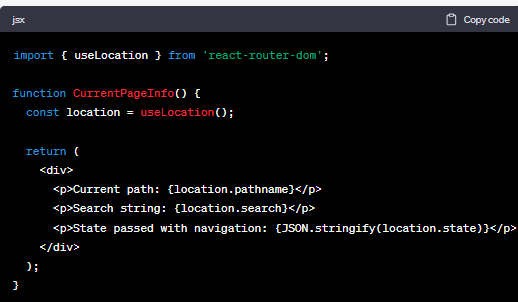 jsx
Copy code
import { useLocation } from 'react-router-dom';
function CurrentPageInfo() {
  const location = useLocation();
  return (
    <div>
      <p>Current path: {location.pathname}</p>
      <p>Search string: {location.search}</p>
      <p>State passed with navigation: {JSON.stringify(location.state)}</p>
    </div>
  );
}